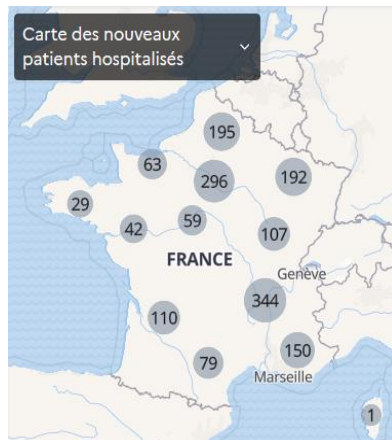 Carte des nouveaux
patients hospitalisés
195
63
296
192
29
42
59
107
FRANCE
Genève
344
110
150
79
Marseille
1